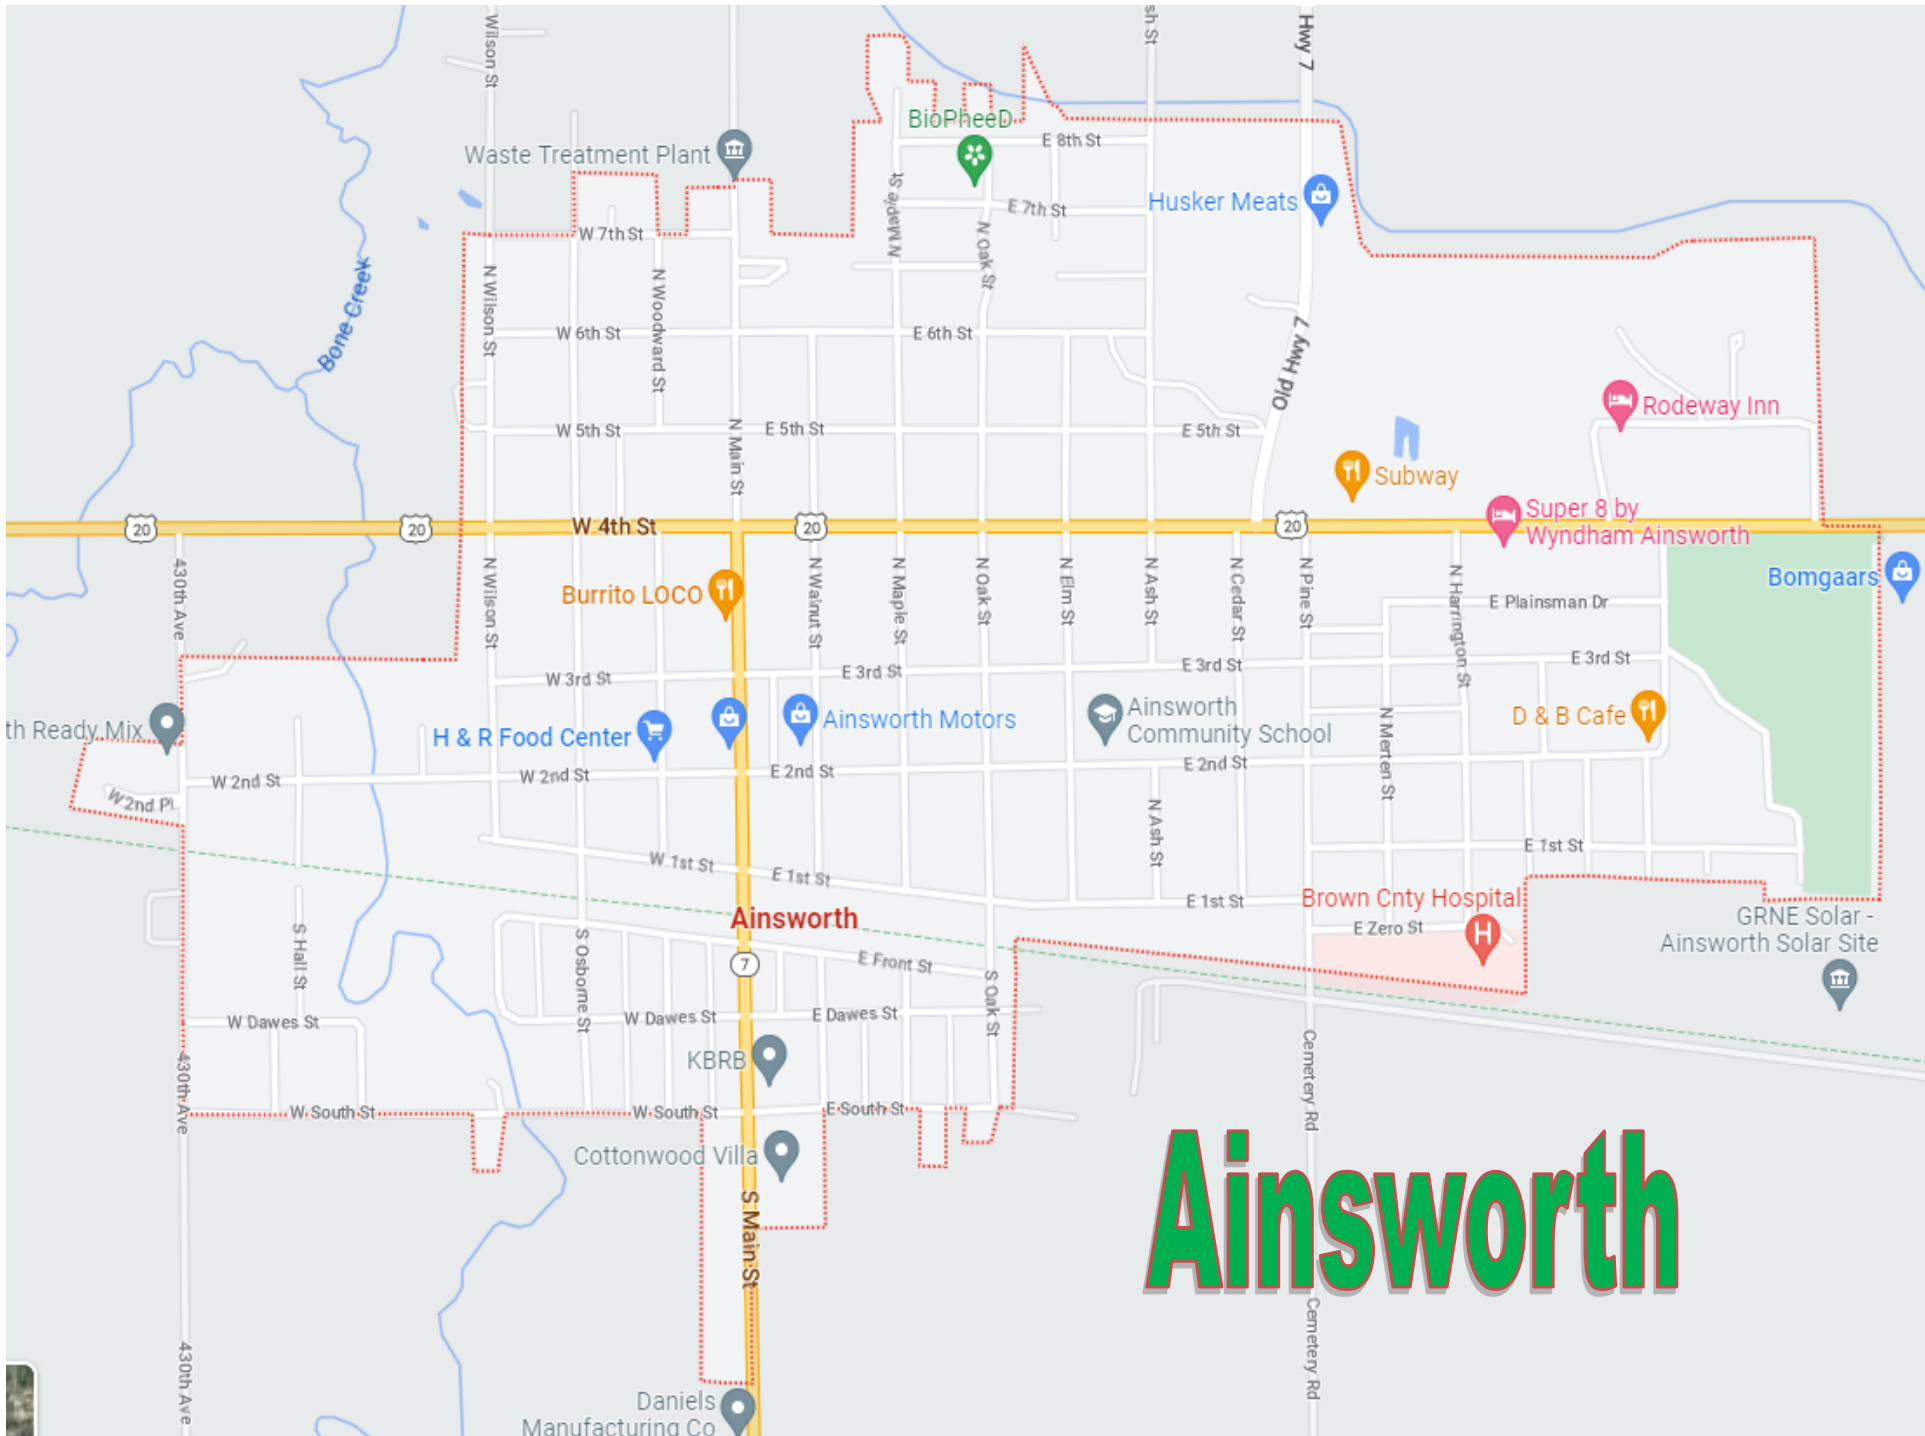 Wilson St
sh St
Hwy 7
BioPheeD
E 8th St
Waste Treatment Plant
N Maple St
Husker Meats
E 7th St
W 7th St
N Oak St
Bone Creek
N Wilson St
N Woodward St
W 6th St
E 6th St
Old Hwy 7
Rodeway Inn
W 5th St
N Main St
E 5th St
E 5th St
Subway
20
20
W 4th St
20
20
Super 8 by
Wyndham Ainsworth
430th Ave
N Wilson St
Burrito LOCO
N Walnut St
N Maple St
N Oak St
N Elm St
N Ash St
N Cedar St
N Pine St
N Harrington St
E Plainsman Dr
Bomgaars
W 3rd St
E 3rd St
E 3rd St
E 3rd St
th Ready Mix
H & R Food Center
Ainsworth Motors
Ainsworth
Community School
N Merten St
D & B Cafe
W 2nd St
W 2nd St
E 2nd St
E 2nd St
W 2nd Pl
N Ash St
W 1st St
E 1st St
E 1st St
E 1st St
Ainsworth
Brown Cnty Hospital
H
E Zero St
GRNE Solar -
Ainsworth Solar Site
S Hall St
S Osborne St
7
E Front St
S Oak St
W Dawes St
W Dawes St
E Dawes St
KBRB
430th Ave
Cemetery Rd
W South St
W South St
E South St
Cottonwood Villa
S Main St
Ainsworth
430th Ave
Cemetery Rd
Daniels
Manufacturing Co